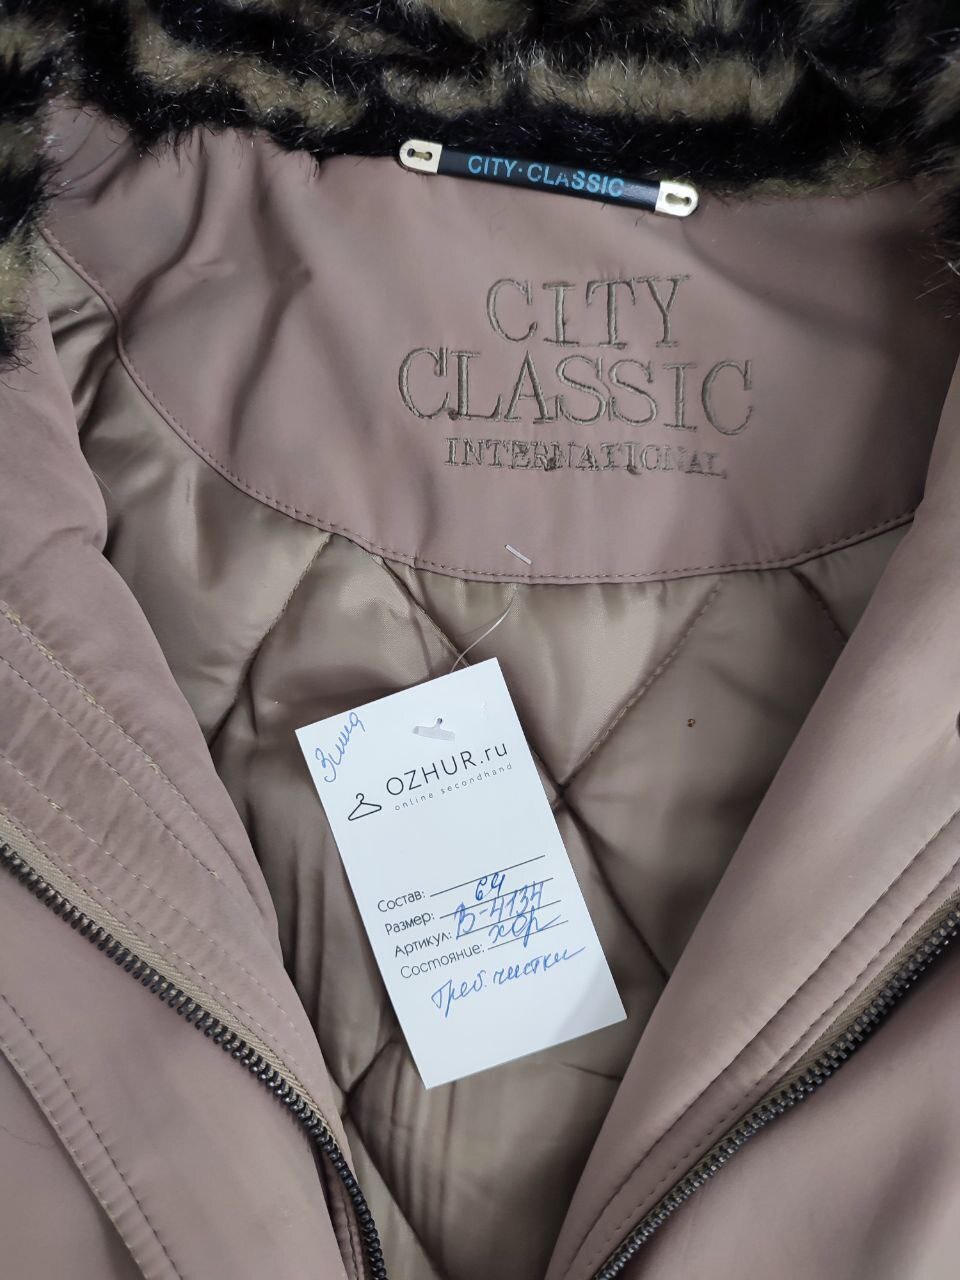 CITY·CLASSIC
CITY
CLASSIC
INTERNATIONAL
Зима
OZHUR.ru
online secondhand
Состав:
Размер: 64
Артикул: В-4134
Состояние: хор
Треб. чистки